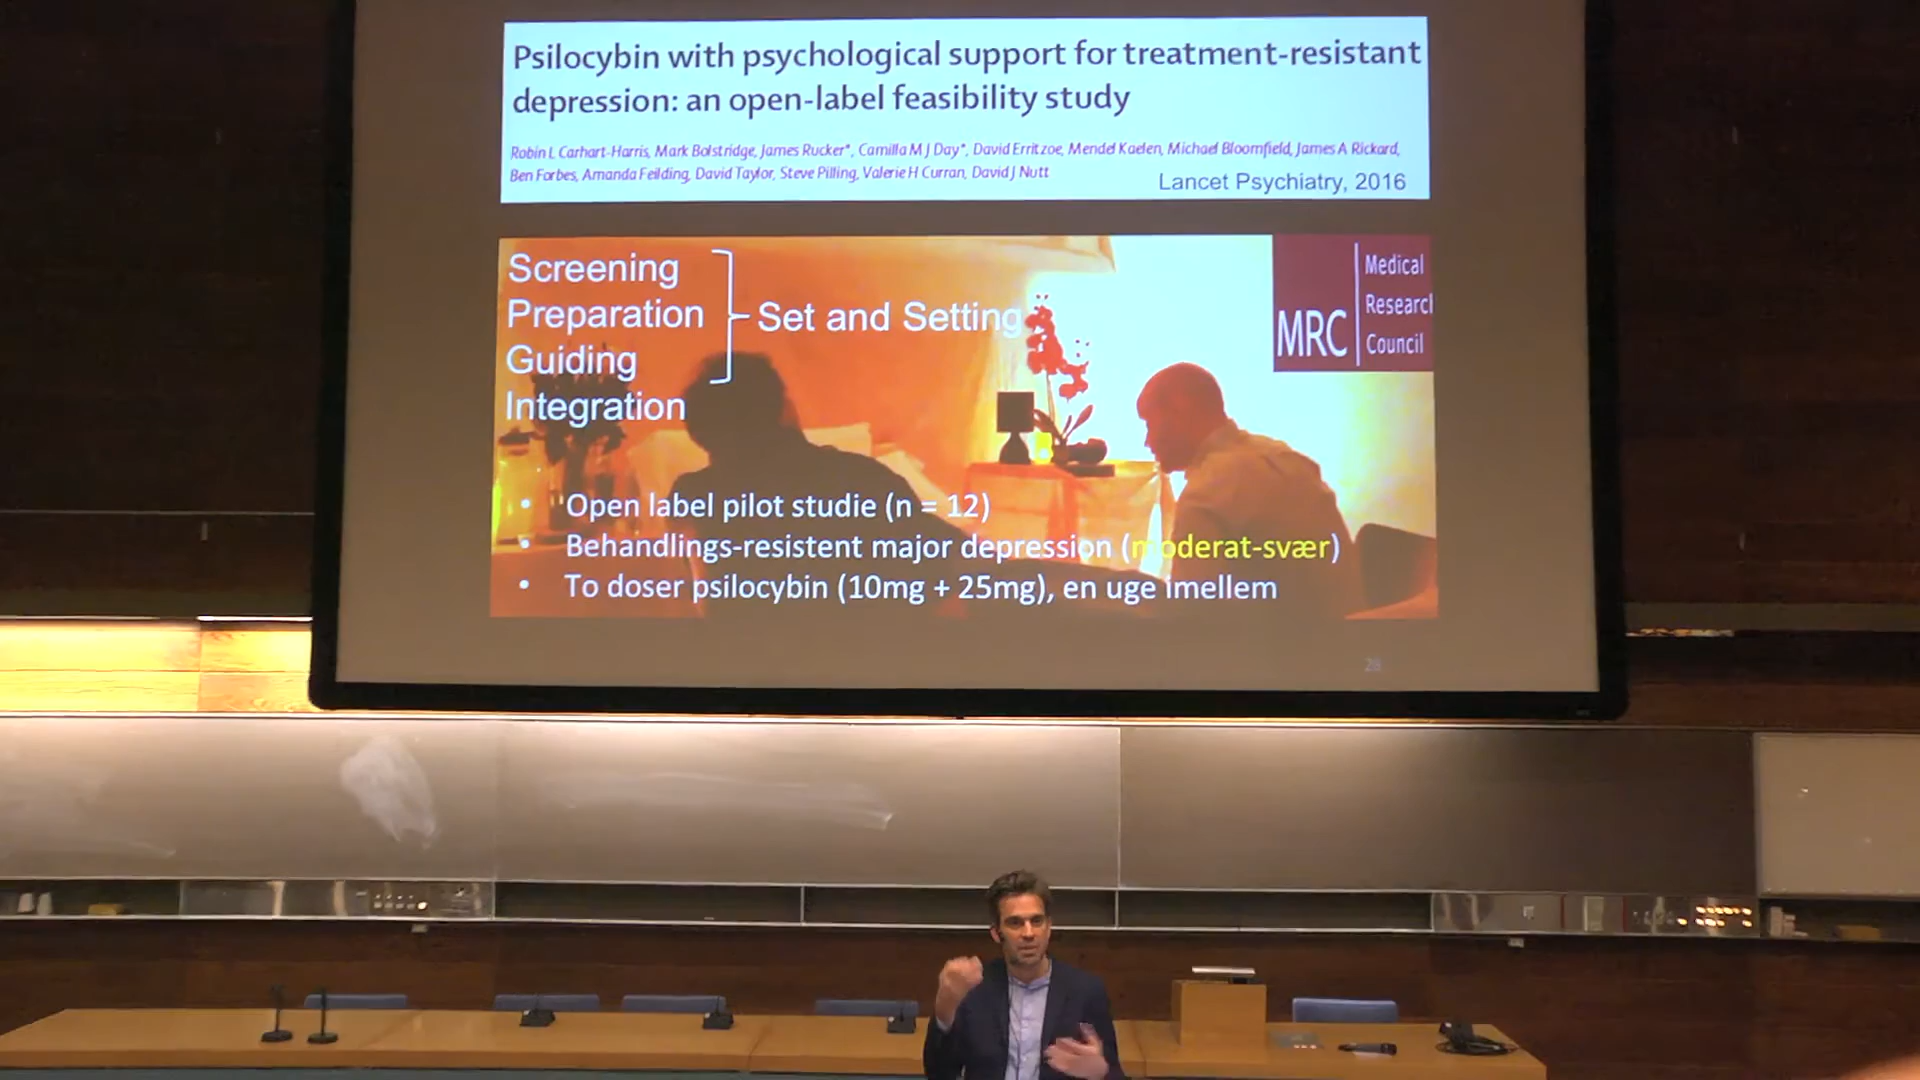 Psilocybin with psychological support for treatment-resistant
depression: an open-label feasibility study
Robin L Carhart-Harris, Mark Bolstridge, James Rucker*, Camilla M J Day*, David Erritzoe, Mendel Kaelen, Michael Bloomfield, James A Rickard,
Ben Forbes, Amanda Feilding, David Taylor, Steve Pilling, Valerie H Curran, David J Nutt
Lancet Psychiatry, 2016
Screening
Preparation
Guiding
Integration
Set and Setting
MRC
Medical
Research
Council
• Open label pilot studie (n = 12)
• Behandlings-resistent major depression (moderat-svær)
• To doser psilocybin (10mg + 25mg), en uge imellem
28